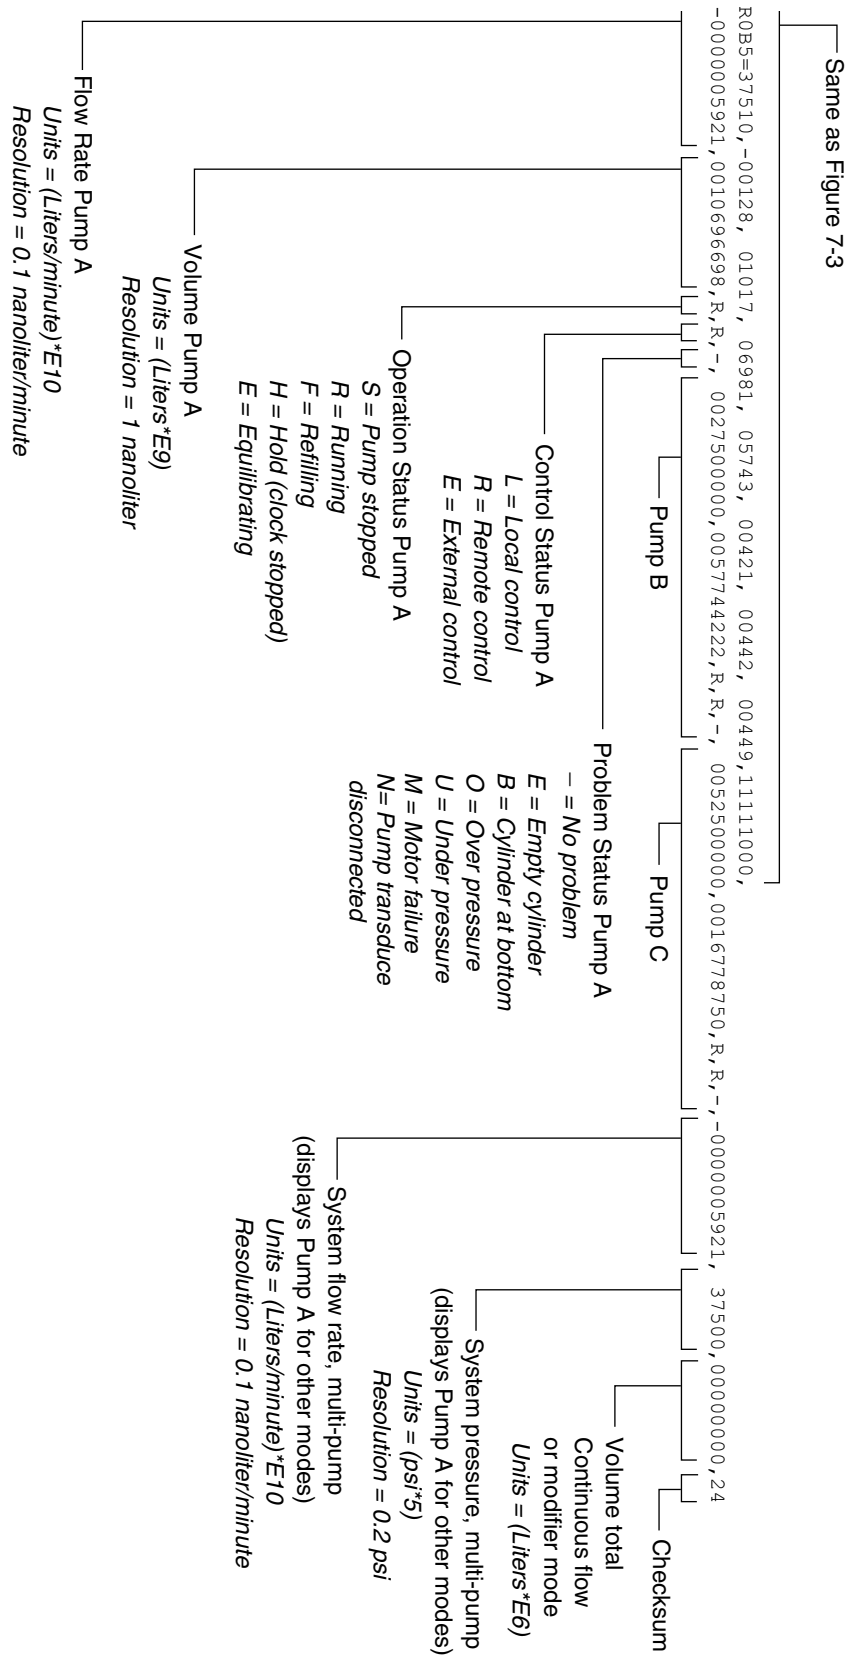 Same as Figure 7-3
R0B5=37510,-00128, 01017, 06981, 05743, 00421, 00442, 00449,11111000,
-0000005921,0010696698,R,R,-, 0027500000,0057744222,R,R,-, 0052500000,0016778750,R,R,-,-0000005921, 37500,000000000,24
Flow Rate Pump A
Units = (Liters/minute)*E10
Resolution = 0.1 nanoliter/minute
Volume Pump A
Units = (Liters*E9)
Resolution = 1 nanoliter
Operation Status Pump A
S = Pump stopped
R = Running
F = Refilling
H = Hold (clock stopped)
E = Equilibrating
Control Status Pump A
L = Local control
R = Remote control
E = External control
Problem Status Pump A
– = No problem
E = Empty cylinder
B = Cylinder at bottom
O = Over pressure
U = Under pressure
M = Motor failure
N= Pump transduce
disconnected
Pump B
Pump C
System flow rate, multi-pump
(displays Pump A for other modes)
Units = (Liters/minute)*E10
Resolution = 0.1 nanoliter/minute
System pressure, multi-pump
(displays Pump A for other modes)
Units = (psi*5)
Resolution = 0.2 psi
Volume total
Continuous flow
or modifier mode
Units = (Liters*E6)
Checksum